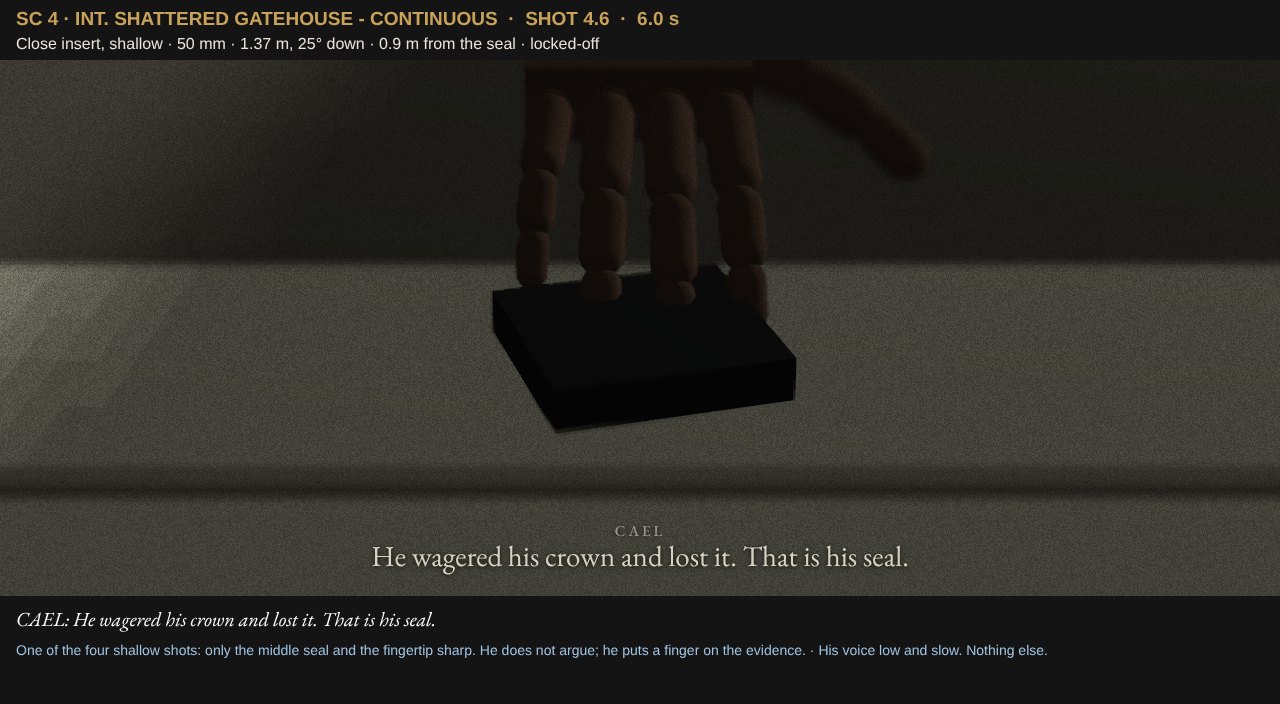 SC 4 · INT. SHATTERED GATEHOUSE - CONTINUOUS · SHOT 4.6 · 6.0 s
Close insert, shallow · 50 mm · 1.37 m, 25° down · 0.9 m from the seal · locked-off
CAEL
He wagered his crown and lost it. That is his seal.
CAEL: He wagered his crown and lost it. That is his seal.
One of the four shallow shots: only the middle seal and the fingertip sharp. He does not argue; he puts a finger on the evidence. · His voice low and slow. Nothing else.